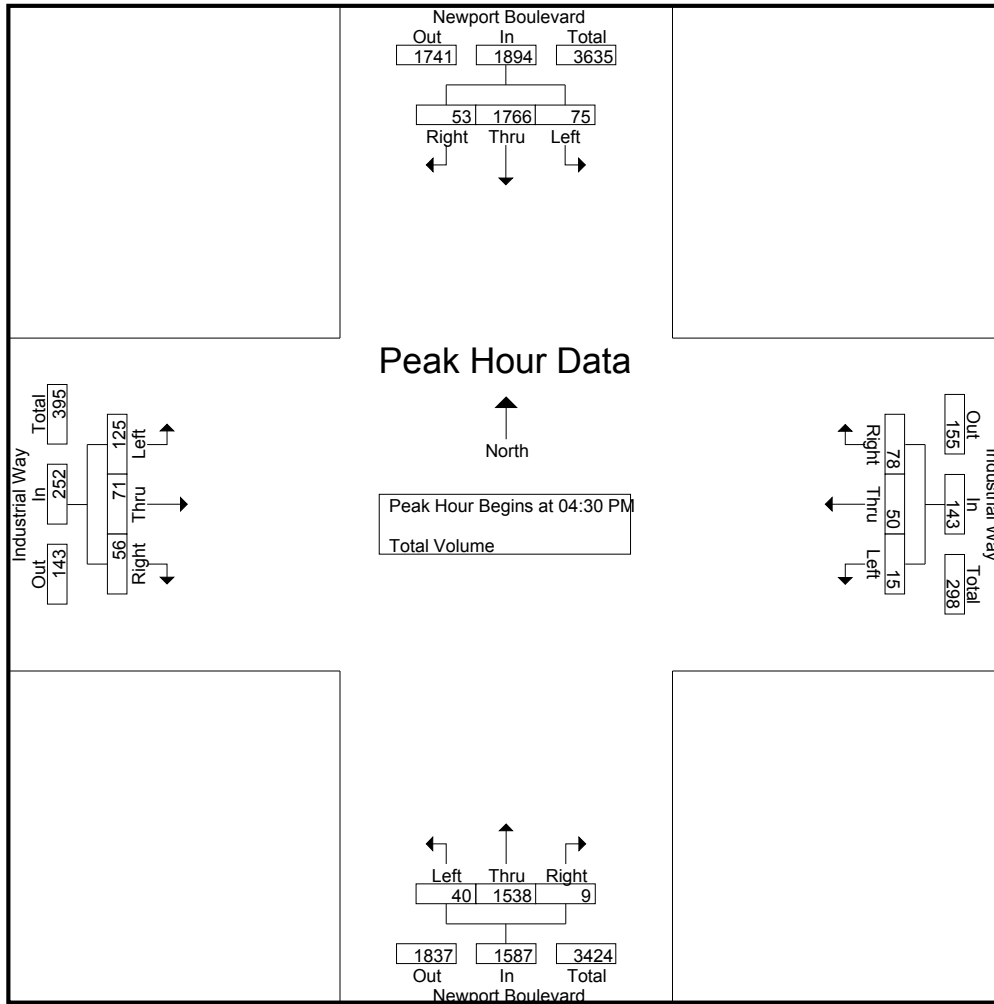 Newport Boulevard
Out In Total
1741 1894 3635
53 1766 75
Right Thru Left
Peak Hour Data
North
Peak Hour Begins at 04:30 PM
Total Volume
Industrial Way
Total In Out
395 252 143
125 71 56
Left Thru Right
Industrial Way
Out In Total
155 143 298
Right Thru Left
78 50 15
Left Thru Right
40 1538 9
1837 1587 3424
Out In Total
Newport Boulevard